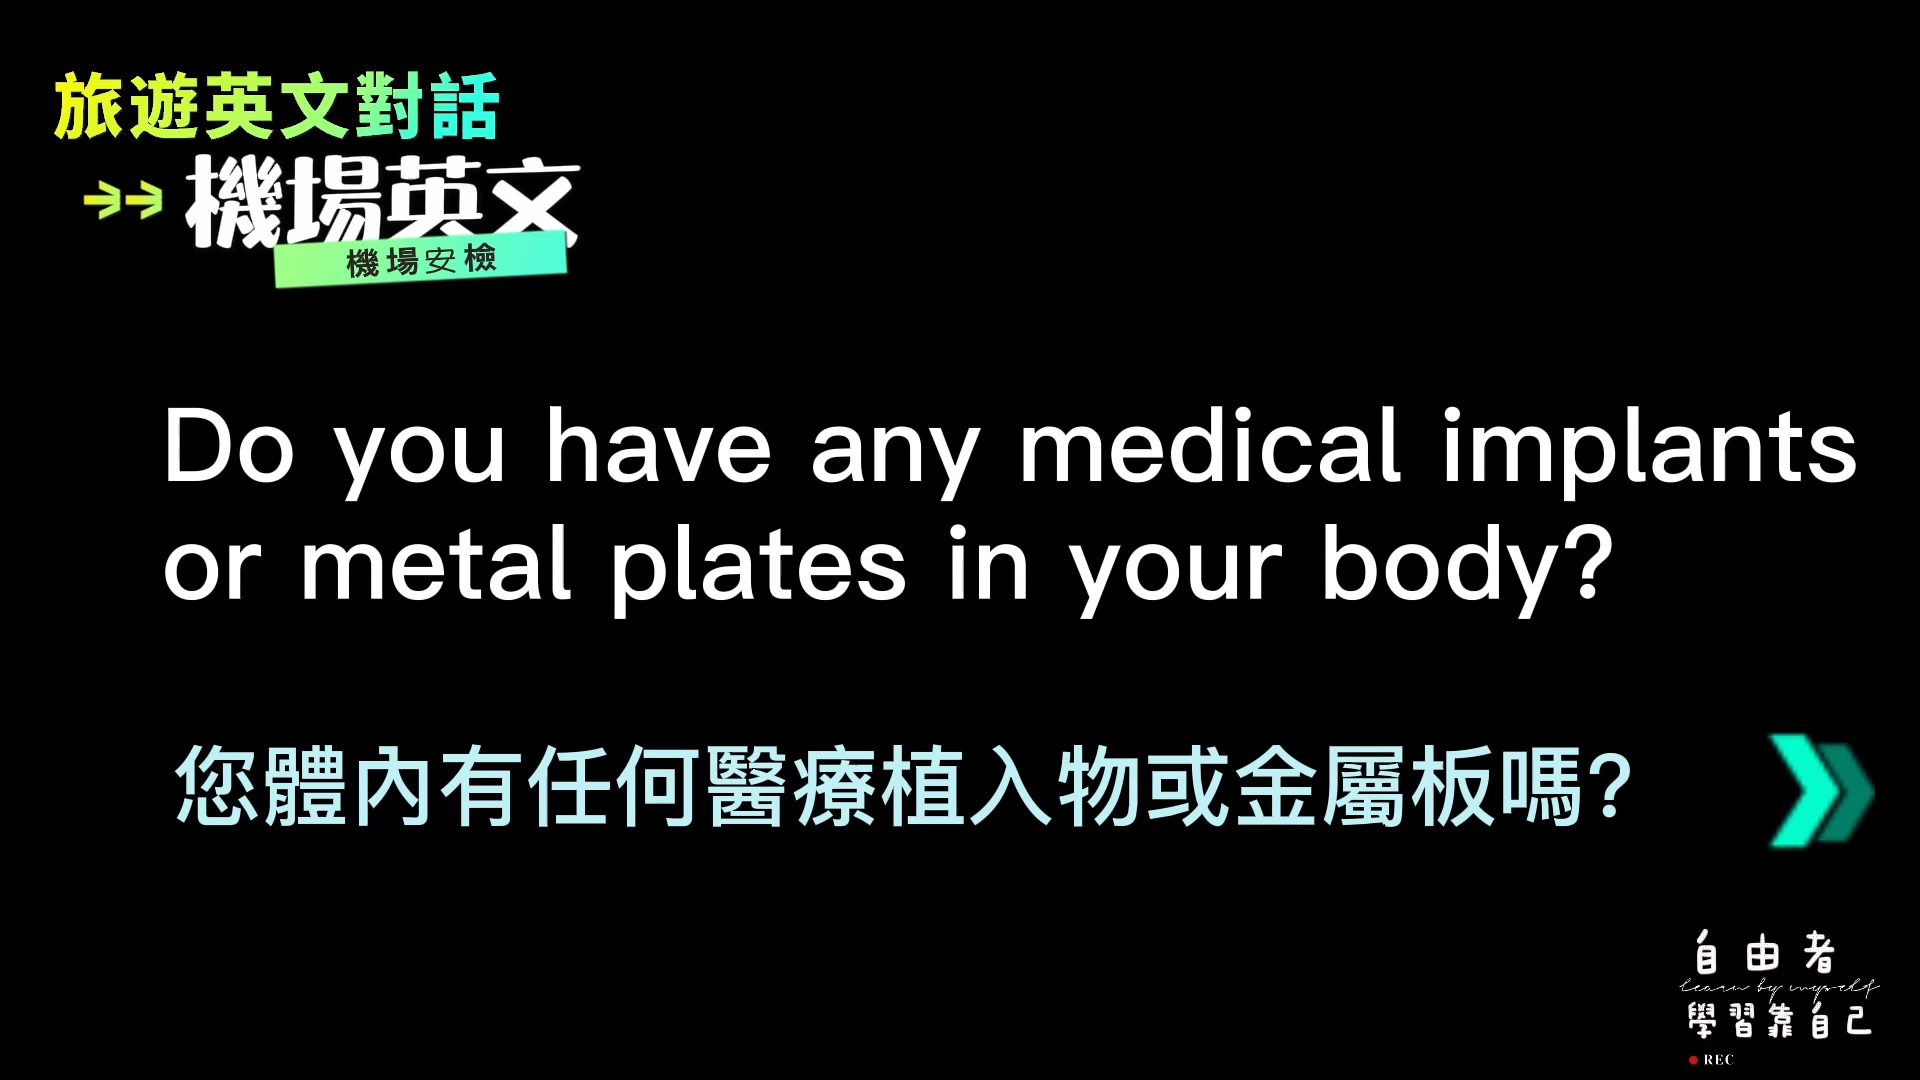 旅遊英文對話
機場英文
機場安檢
Do you have any medical implants
or metal plates in your body?
您體內有任何醫療植入物或金屬板嗎?
自由者
learn by myself
學習靠自己
REC